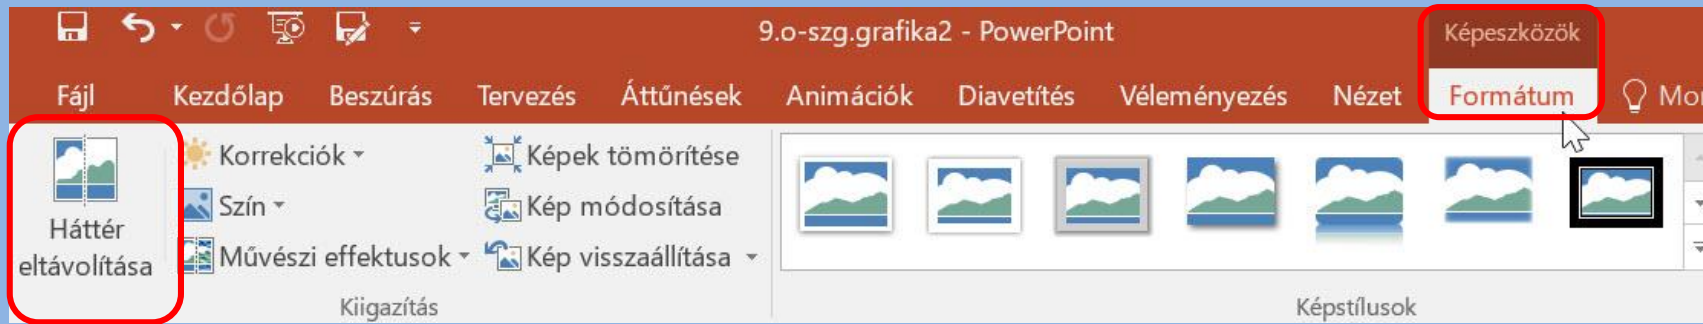 9.o-szg.grafika2 - PowerPoint
Képeszközök
Fájl Kezdőlap Beszúrás Tervezés Áttűnések Animációk Diavetítés Véleményezés Nézet Formátum
Háttér
eltávolítása
Korrekciók
Szín
Művészi effektusok
Képek tömörítése
Kép módosítása
Kép visszaállítása
Kiigazítás
Képstílusok